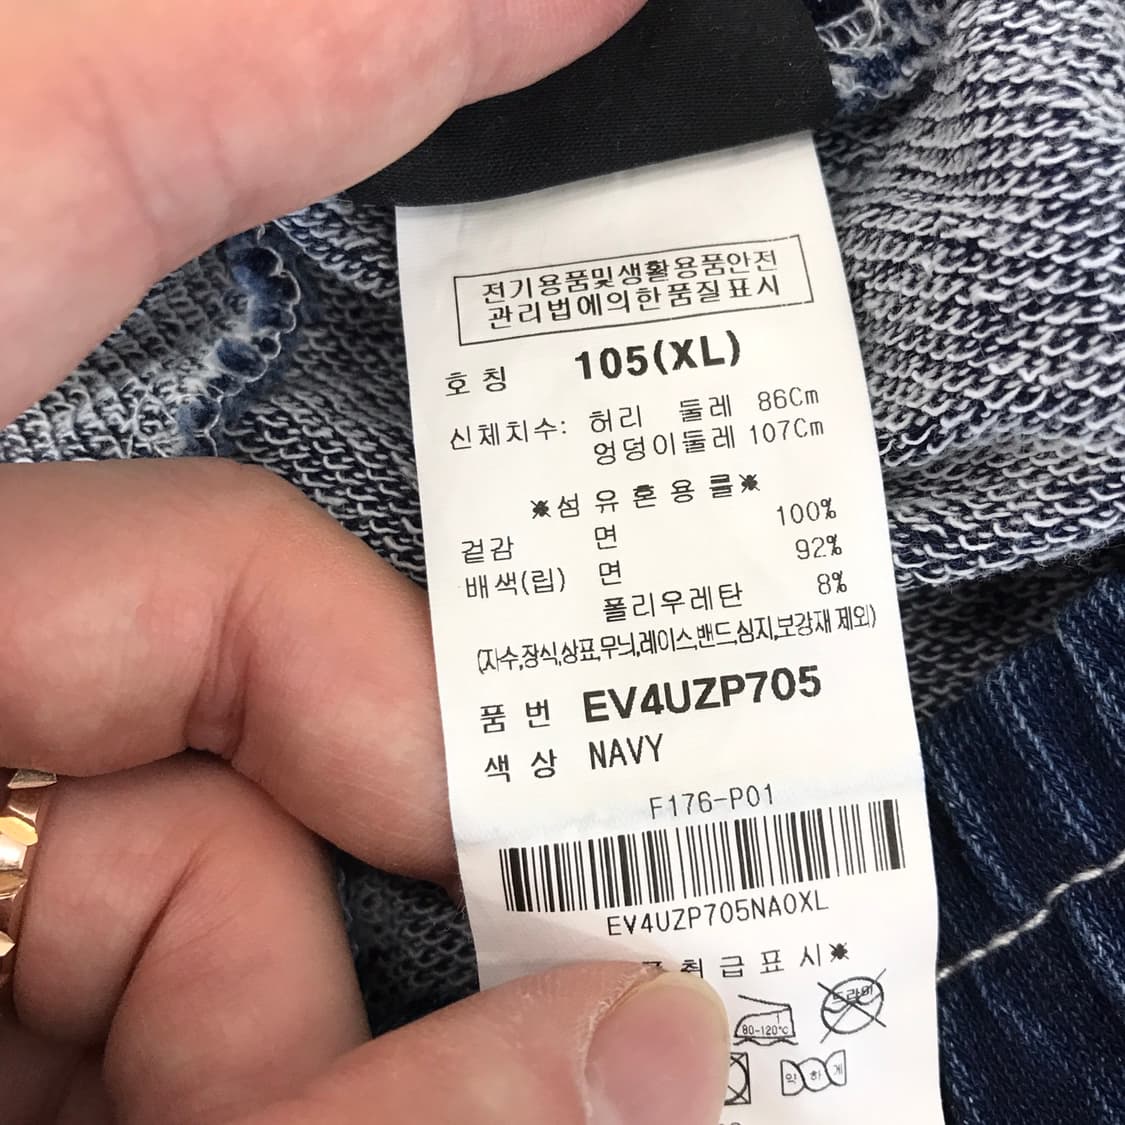 전기용품및생활용품안전
관리법에의한품질표시
호칭 105(XL)
신체치수: 허리 둘레 86Cm
엉덩이둘레 107Cm
※섬유혼용률※
겉감 면 100%
배색(립) 면 92%
폴리우레탄 8%
(자수,장식,상표,무늬,레이스,밴드,심지,보강재 제외)
품번 EV4UZP705
색상 NAVY
F176-P01
EV4UZP705NA0XL
취급표시※
80-120℃
드라이
약하게